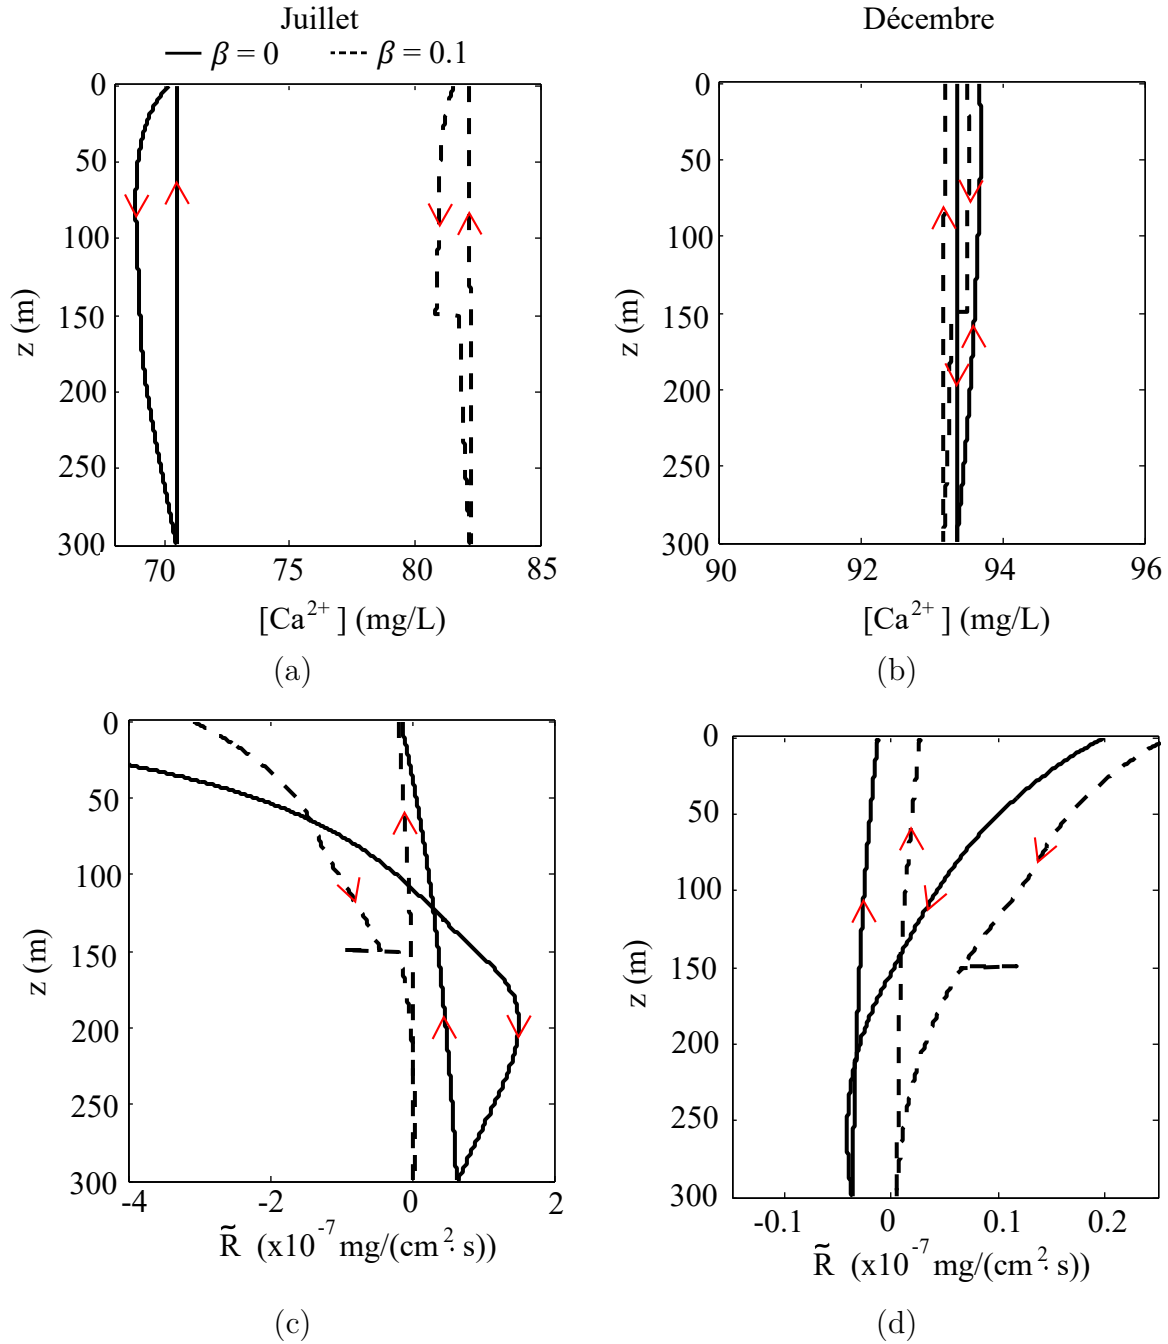 Juillet
Décembre
β = 0
β = 0.1
0
50
100
150
200
250
300
z (m)
70
75
80
85
[Ca²⁺ ] (mg/L)
(a)
0
50
100
150
200
250
300
z (m)
90
92
94
96
[Ca²⁺ ] (mg/L)
(b)
0
50
100
150
200
250
300
z (m)
-4
-2
0
2
R̃ (x10⁻⁷ mg/(cm²· s))
(c)
0
50
100
150
200
250
300
z (m)
-0.1
0
0.1
0.2
R̃ (x10⁻⁷ mg/(cm²· s))
(d)